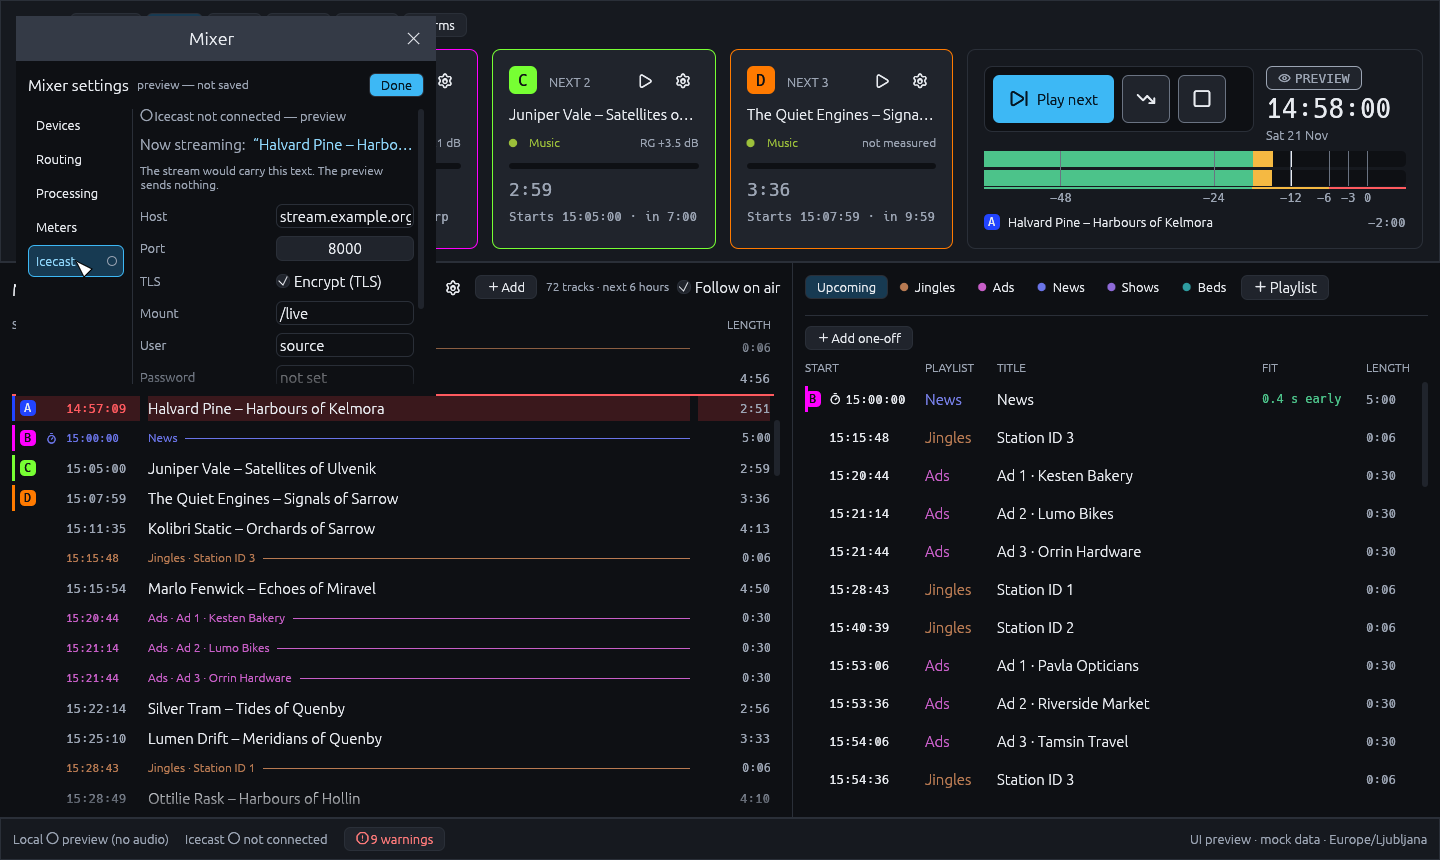 Mixer
Mixer settings preview — not saved Done
Devices
Routing
Processing
Meters
Icecast
Icecast not connected — preview
Now streaming: “Halvard Pine – Harbo…
The stream would carry this text. The preview
sends nothing.
Host stream.example.org
Port 8000
TLS Encrypt (TLS)
Mount /live
User source
Password not set
rms
1 dB
rp
C NEXT 2
Juniper Vale – Satellites o…
Music RG +3.5 dB
2:59
Starts 15:05:00 · in 7:00
D NEXT 3
The Quiet Engines – Signa…
Music not measured
3:36
Starts 15:07:59 · in 9:59
Play next
PREVIEW
14:58:00
Sat 21 Nov
−48 −24 −12 −6 −3 0
A Halvard Pine – Harbours of Kelmora −2:00
+ Add 72 tracks · next 6 hours Follow on air
LENGTH
0:06
4:56
A 14:57:09 Halvard Pine – Harbours of Kelmora 2:51
B 15:00:00 News 5:00
C 15:05:00 Juniper Vale – Satellites of Ulvenik 2:59
D 15:07:59 The Quiet Engines – Signals of Sarrow 3:36
15:11:35 Kolibri Static – Orchards of Sarrow 4:13
15:15:48 Jingles · Station ID 3 0:06
15:15:54 Marlo Fenwick – Echoes of Miravel 4:50
15:20:44 Ads · Ad 1 · Kesten Bakery 0:30
15:21:14 Ads · Ad 2 · Lumo Bikes 0:30
15:21:44 Ads · Ad 3 · Orrin Hardware 0:30
15:22:14 Silver Tram – Tides of Quenby 2:56
15:25:10 Lumen Drift – Meridians of Quenby 3:33
15:28:43 Jingles · Station ID 1 0:06
15:28:49 Ottilie Rask – Harbours of Hollin 4:10
Upcoming Jingles Ads News Shows Beds + Playlist
+ Add one-off
START PLAYLIST TITLE FIT LENGTH
B 15:00:00 News News 0.4 s early 5:00
15:15:48 Jingles Station ID 3 0:06
15:20:44 Ads Ad 1 · Kesten Bakery 0:30
15:21:14 Ads Ad 2 · Lumo Bikes 0:30
15:21:44 Ads Ad 3 · Orrin Hardware 0:30
15:28:43 Jingles Station ID 1 0:06
15:40:39 Jingles Station ID 2 0:06
15:53:06 Ads Ad 1 · Pavla Opticians 0:30
15:53:36 Ads Ad 2 · Riverside Market 0:30
15:54:06 Ads Ad 3 · Tamsin Travel 0:30
15:54:36 Jingles Station ID 3 0:06
Local preview (no audio) Icecast not connected 9 warnings
UI preview · mock data · Europe/Ljubljana